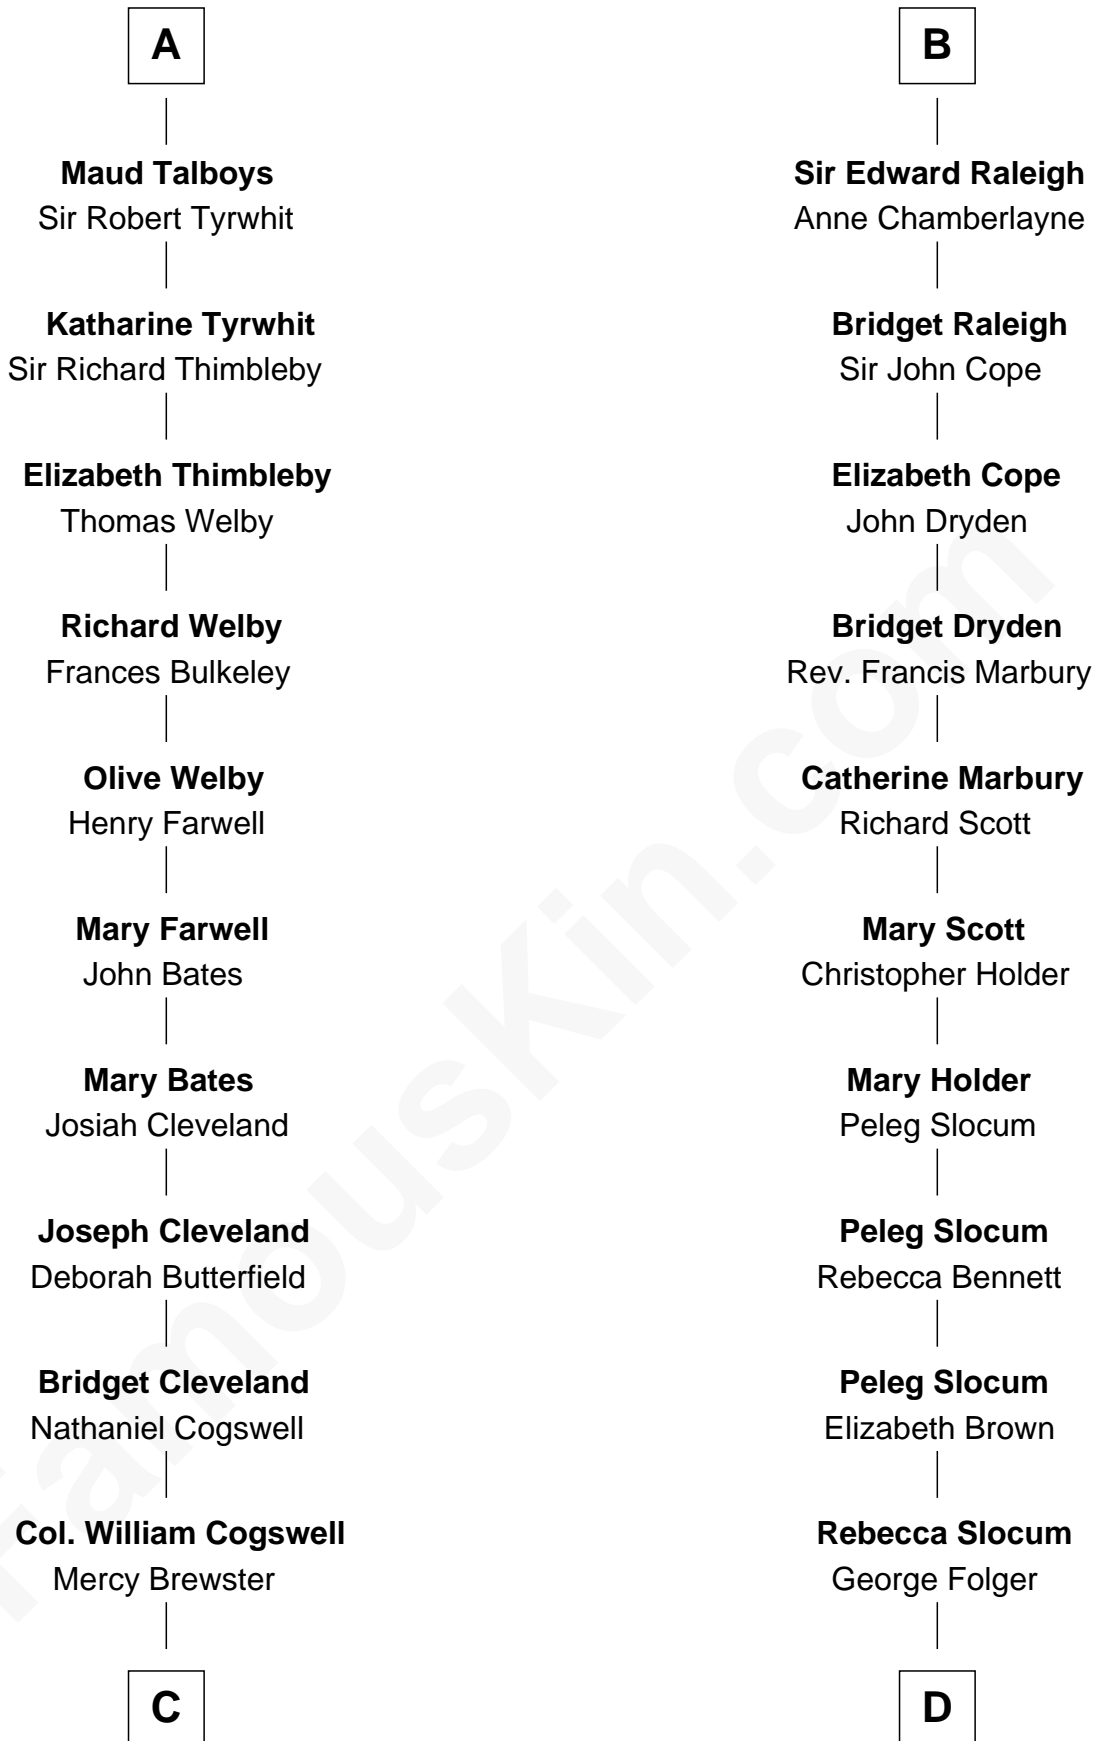 A
Maud Talboys
Sir Robert Tyrwhit
Katharine Tyrwhit
Sir Richard Thimbleby
Elizabeth Thimbleby
Thomas Welby
Richard Welby
Frances Bulkeley
Olive Welby
Henry Farwell
Mary Farwell
John Bates
Mary Bates
Josiah Cleveland
Joseph Cleveland
Deborah Butterfield
Bridget Cleveland
Nathaniel Cogswell
Col. William Cogswell
Mercy Brewster
C
B
Sir Edward Raleigh
Anne Chamberlayne
Bridget Raleigh
Sir John Cope
Elizabeth Cope
John Dryden
Bridget Dryden
Rev. Francis Marbury
Catherine Marbury
Richard Scott
Mary Scott
Christopher Holder
Mary Holder
Peleg Slocum
Peleg Slocum
Rebecca Bennett
Peleg Slocum
Elizabeth Brown
Rebecca Slocum
George Folger
D
FamousKin.com